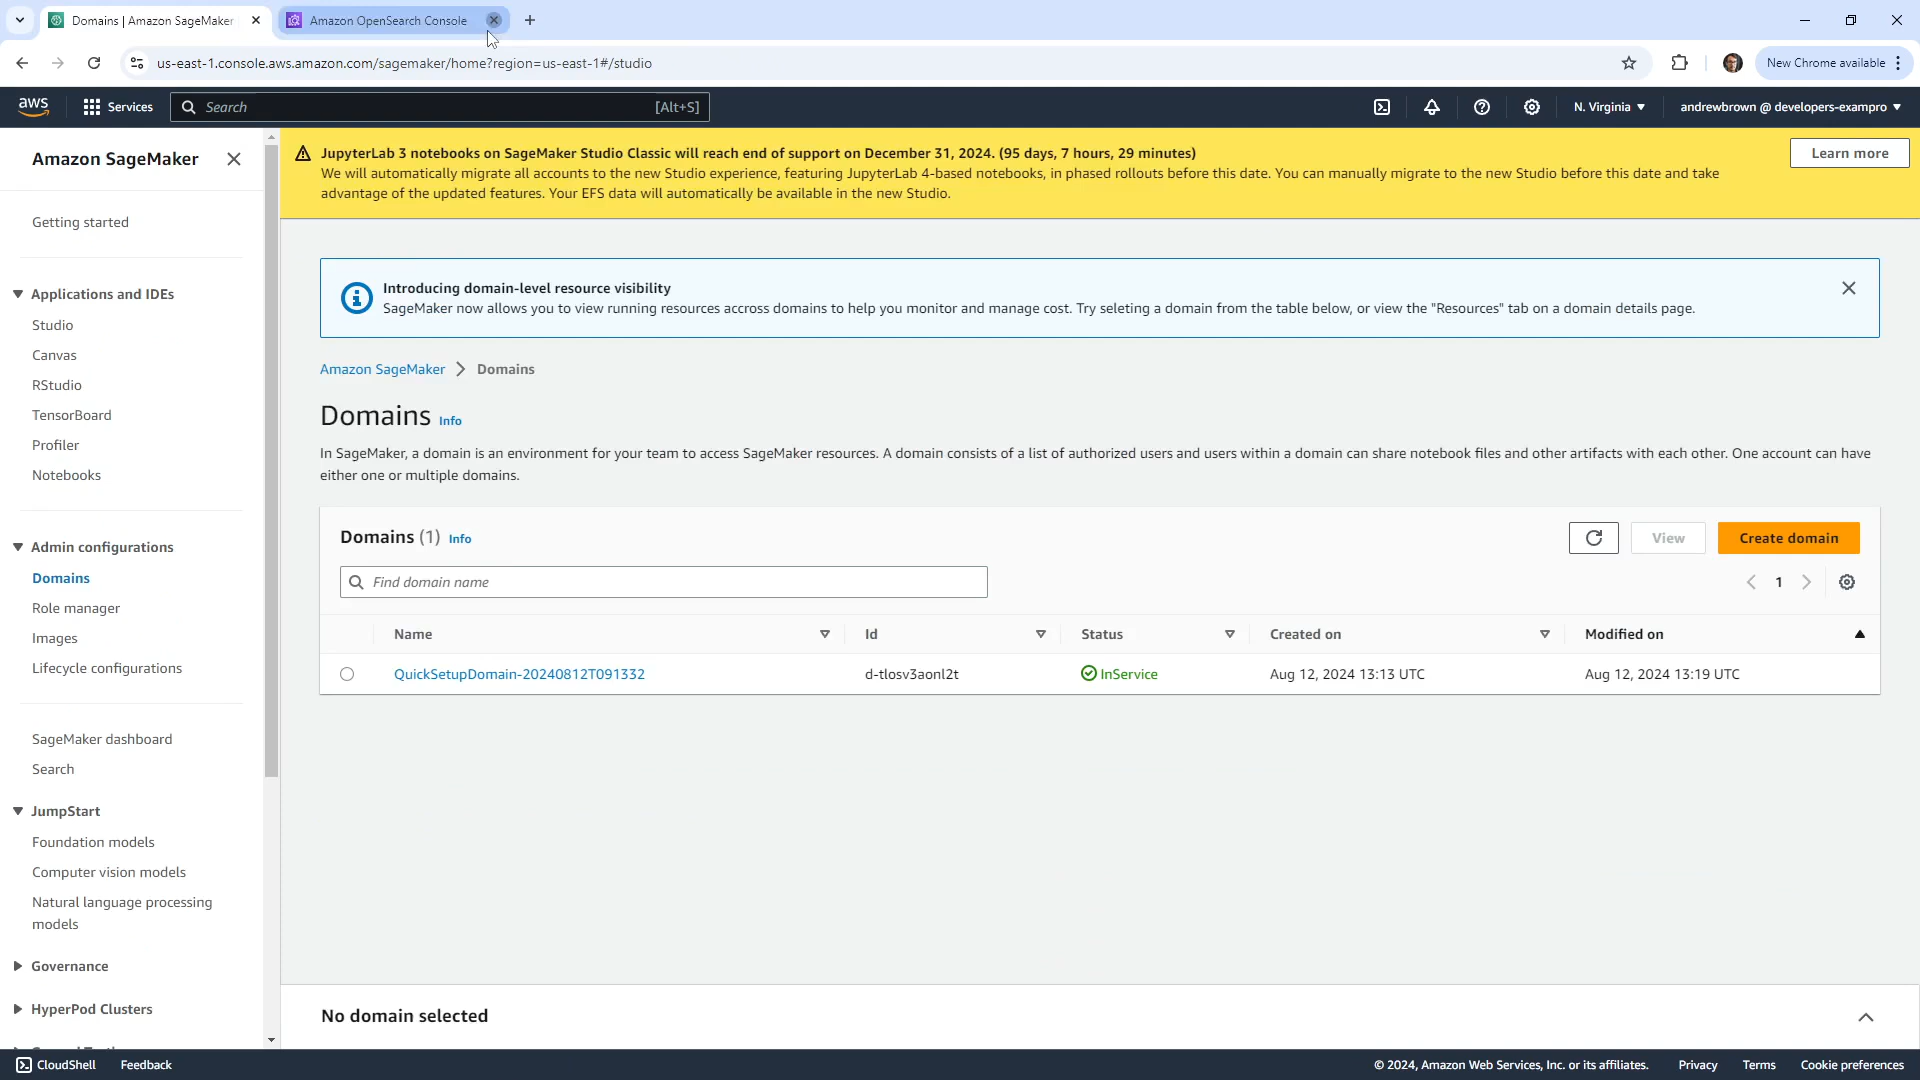 Domains | Amazon SageMaker
Amazon OpenSearch Console
us-east-1.console.aws.amazon.com/sagemaker/home?region=us-east-1#/studio
New Chrome available
aws
Services
Search
[Alt+S]
N. Virginia
andrewbrown @ developers-exampro
Amazon SageMaker
Getting started
Applications and IDEs
Studio
Canvas
RStudio
TensorBoard
Profiler
Notebooks
Admin configurations
Domains
Role manager
Images
Lifecycle configurations
SageMaker dashboard
Search
JumpStart
Foundation models
Computer vision models
Natural language processing
models
Governance
HyperPod Clusters
JupyterLab 3 notebooks on SageMaker Studio Classic will reach end of support on December 31, 2024. (95 days, 7 hours, 29 minutes)
We will automatically migrate all accounts to the new Studio experience, featuring JupyterLab 4-based notebooks, in phased rollouts before this date. You can manually migrate to the new Studio before this date and take
advantage of the updated features. Your EFS data will automatically be available in the new Studio.
Learn more
Introducing domain-level resource visibility
SageMaker now allows you to view running resources accross domains to help you monitor and manage cost. Try seleting a domain from the table below, or view the "Resources" tab on a domain details page.
Amazon SageMaker > Domains
Domains Info
In SageMaker, a domain is an environment for your team to access SageMaker resources. A domain consists of a list of authorized users and users within a domain can share notebook files and other artifacts with each other. One account can have
either one or multiple domains.
Domains (1) Info
View
Create domain
Find domain name
1
Name Id Status Created on Modified on
QuickSetupDomain-20240812T091332 d-tlosv3aonl2t InService Aug 12, 2024 13:13 UTC Aug 12, 2024 13:19 UTC
No domain selected
CloudShell
Feedback
© 2024, Amazon Web Services, Inc. or its affiliates.
Privacy
Terms
Cookie preferences